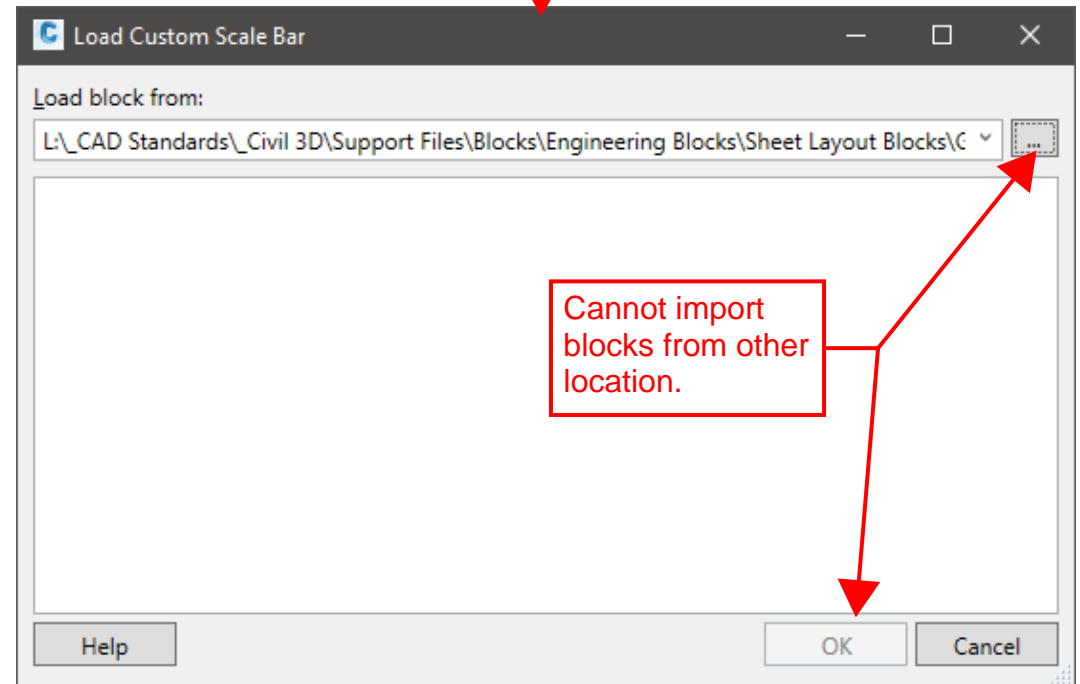 Load Custom Scale Bar
Load block from:
L:\_CAD Standards\_Civil 3D\Support Files\Blocks\Engineering Blocks\Sheet Layout Blocks\
...
Cannot import
blocks from other
location.
Help
OK
Cancel